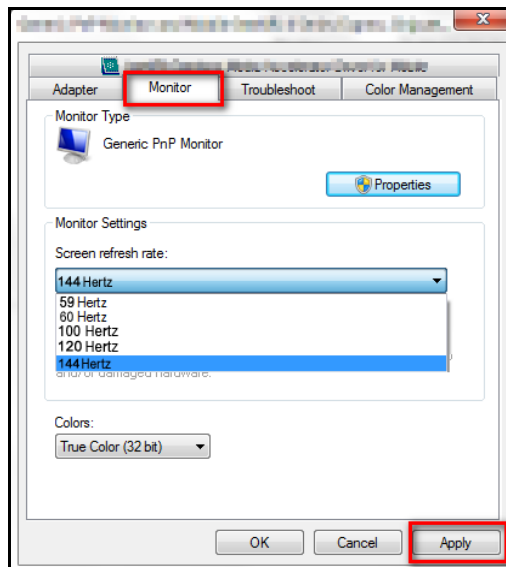 Adapter
Monitor
Troubleshoot
Color Management
Monitor Type
Generic PnP Monitor
Properties
Monitor Settings
Screen refresh rate:
144 Hertz
59 Hertz
60 Hertz
100 Hertz
120 Hertz
144 Hertz
and/or damaged hardware.
Colors:
True Color (32 bit)
OK
Cancel
Apply